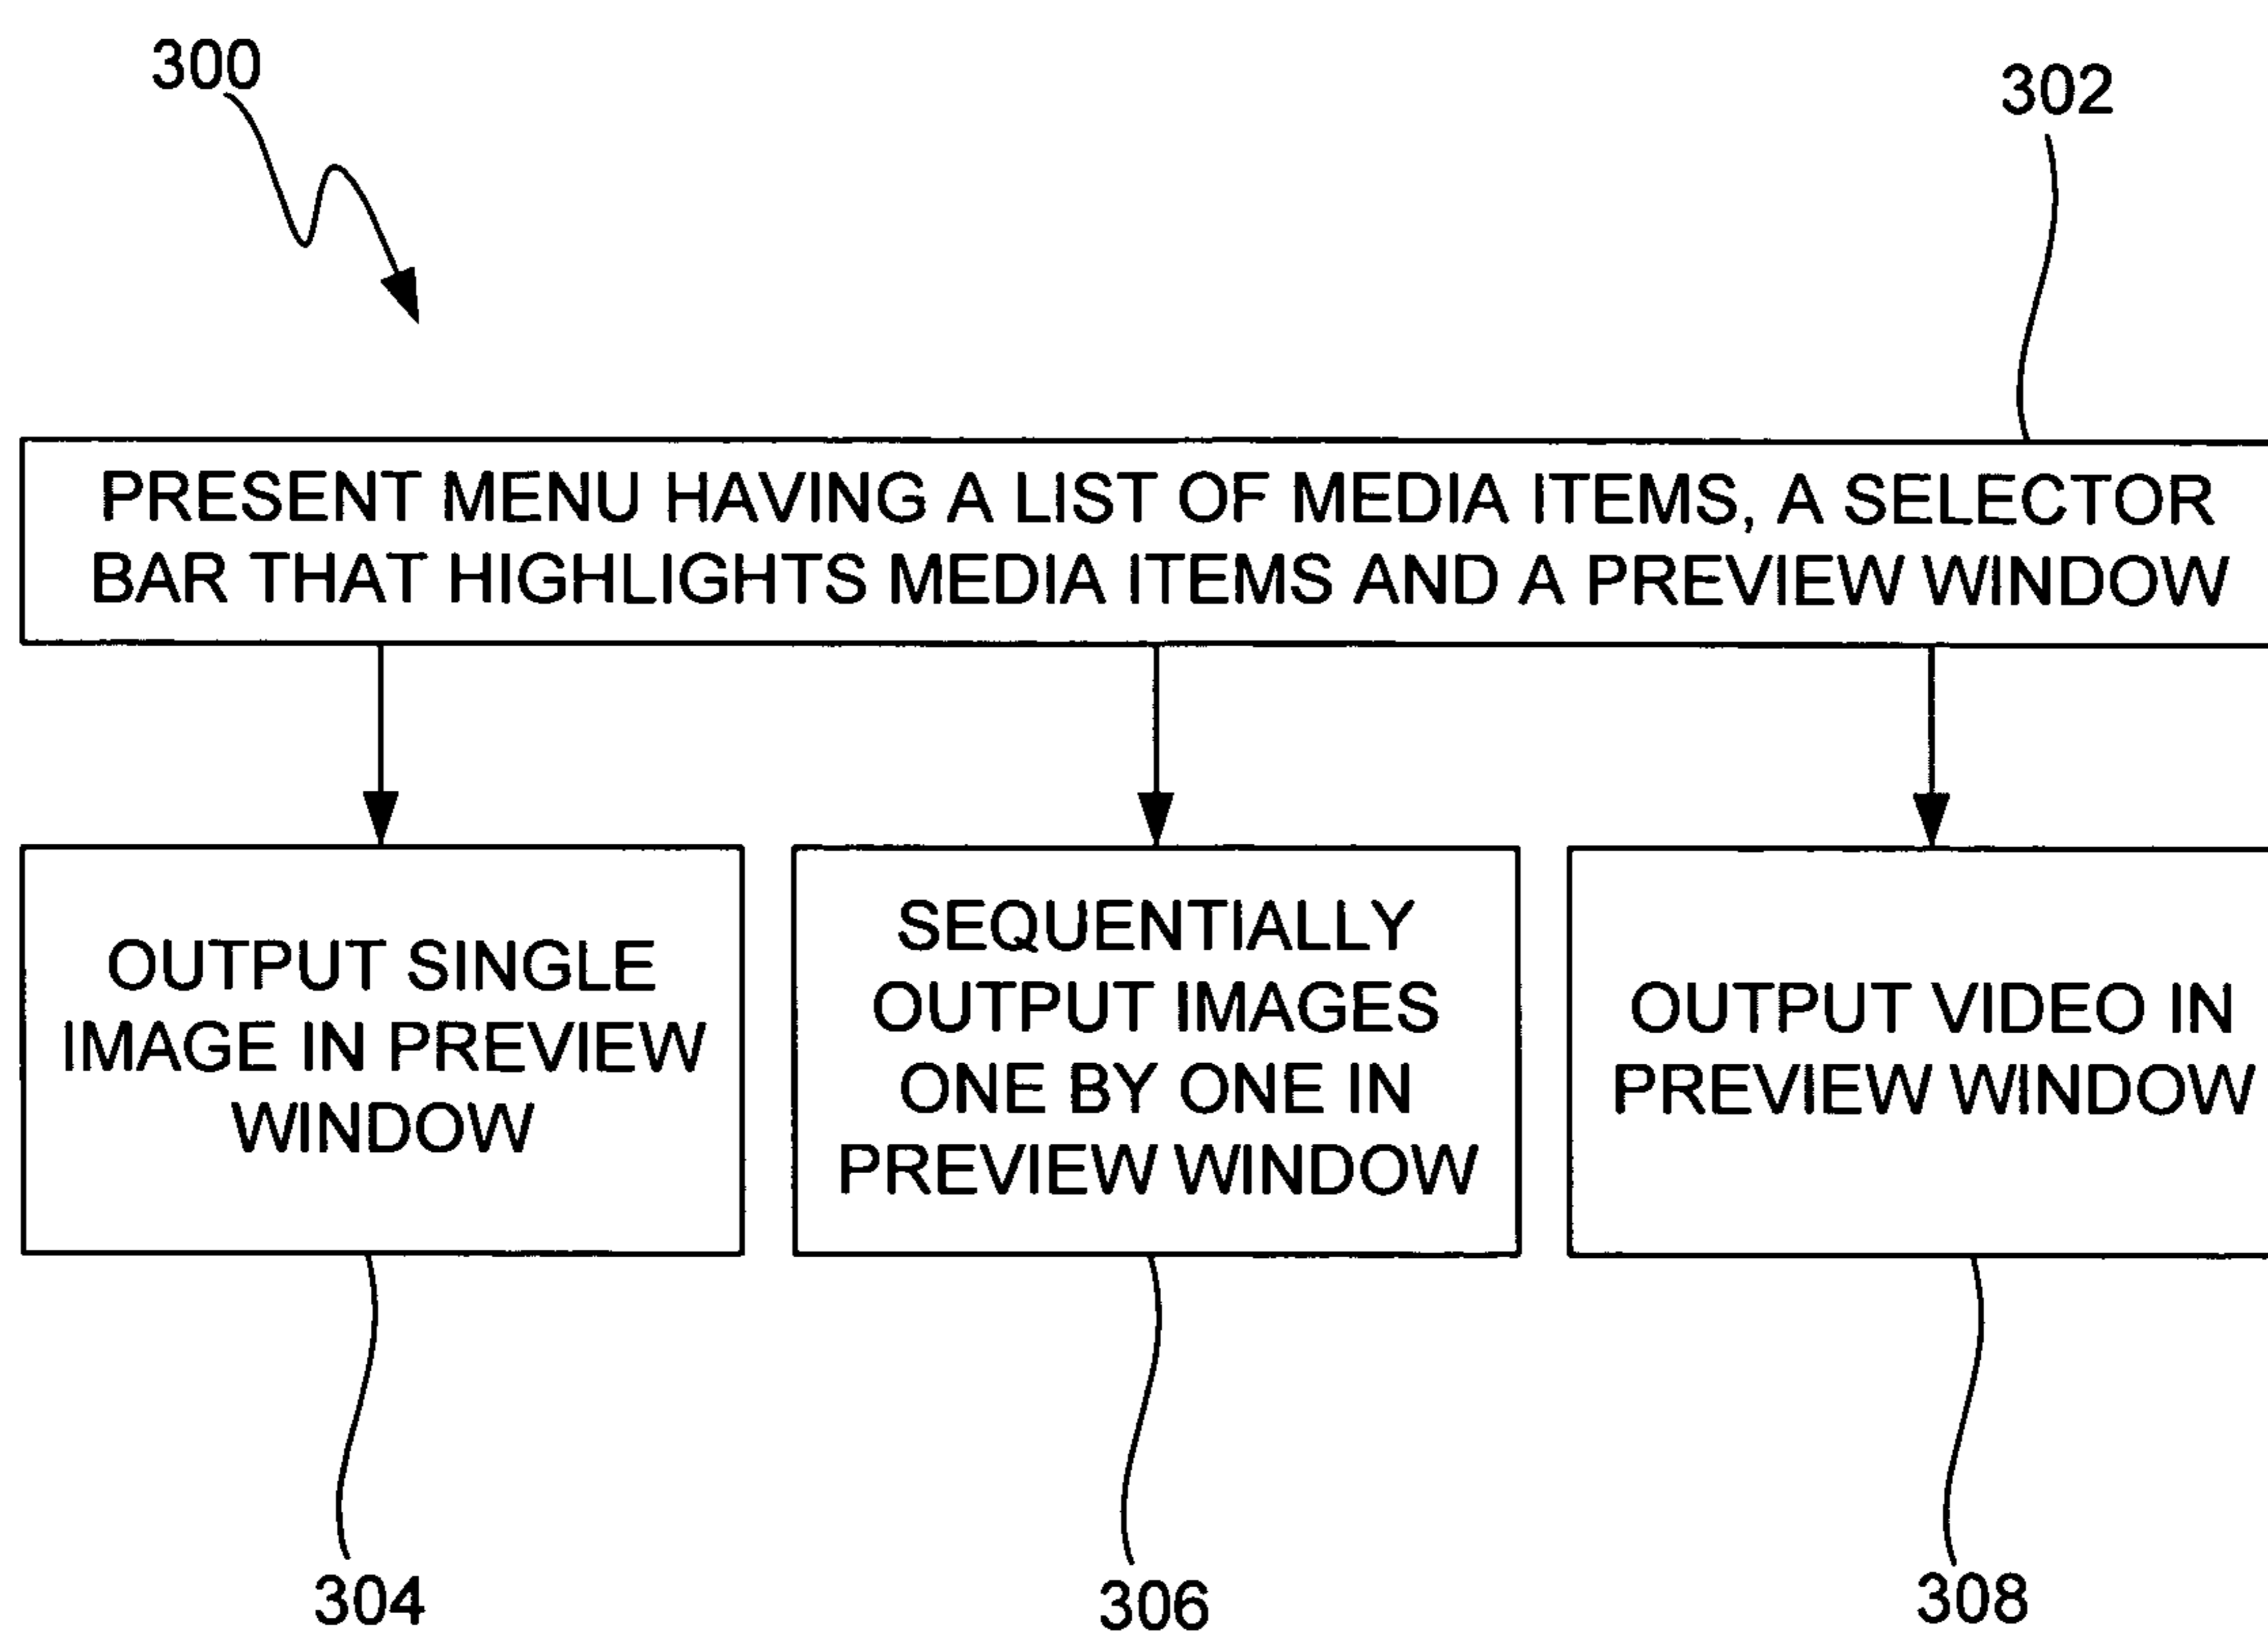 300
302
PRESENT MENU HAVING A LIST OF MEDIA ITEMS, A SELECTOR
BAR THAT HIGHLIGHTS MEDIA ITEMS AND A PREVIEW WINDOW
OUTPUT SINGLE
IMAGE IN PREVIEW
WINDOW
SEQUENTIALLY
OUTPUT IMAGES
ONE BY ONE IN
PREVIEW WINDOW
OUTPUT VIDEO IN
PREVIEW WINDOW
304
306
308